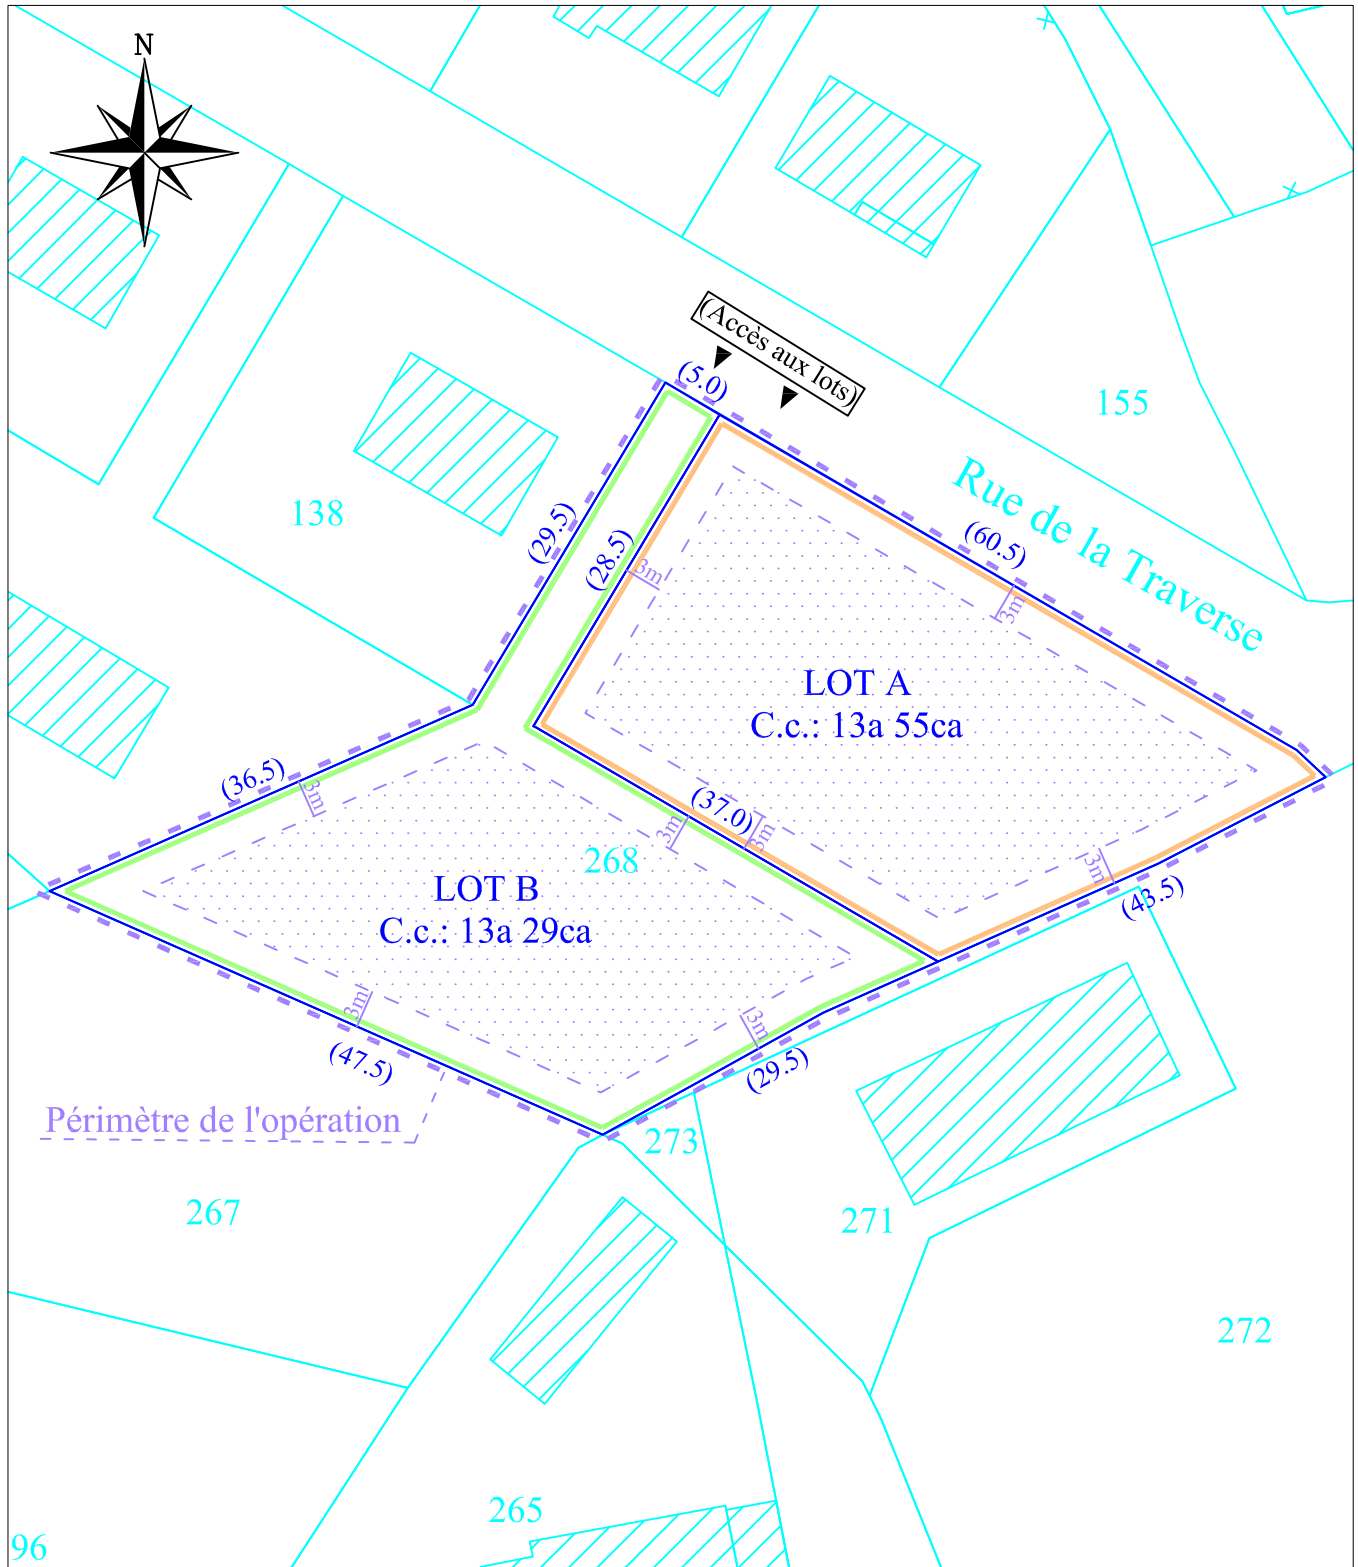 N
(Accès aux lots)
(5.0)
155
Rue de la Traverse
138
(29.5)
(28.5)
(60.5)
3m
3m
LOT A
C.c.: 13a 55ca
(36.5)
3m
(37.0)
3m
3m
268
3m
LOT B
C.c.: 13a 29ca
(43.5)
3m
3m
(47.5)
(29.5)
Périmètre de l'opération
273
267
271
272
265
96